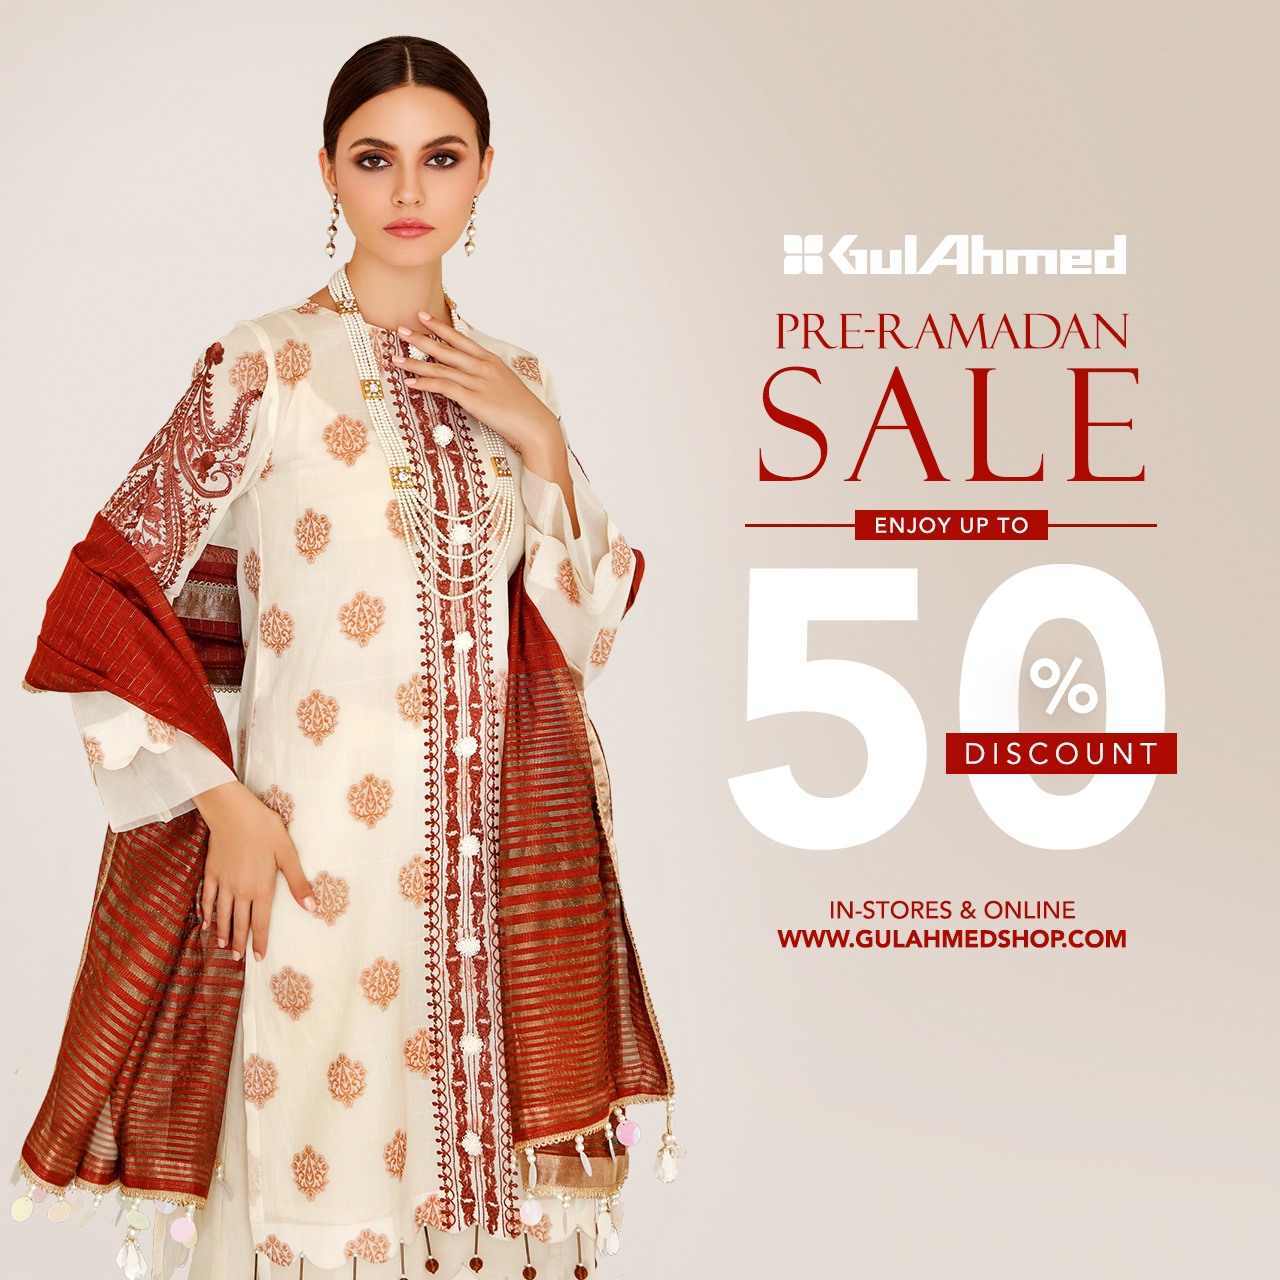 GulAhmed
PRE-RAMADAN
SALE
ENJOY UP TO
50%
DISCOUNT
IN-STORES & ONLINE
WWW.GULAHMEDSHOP.COM